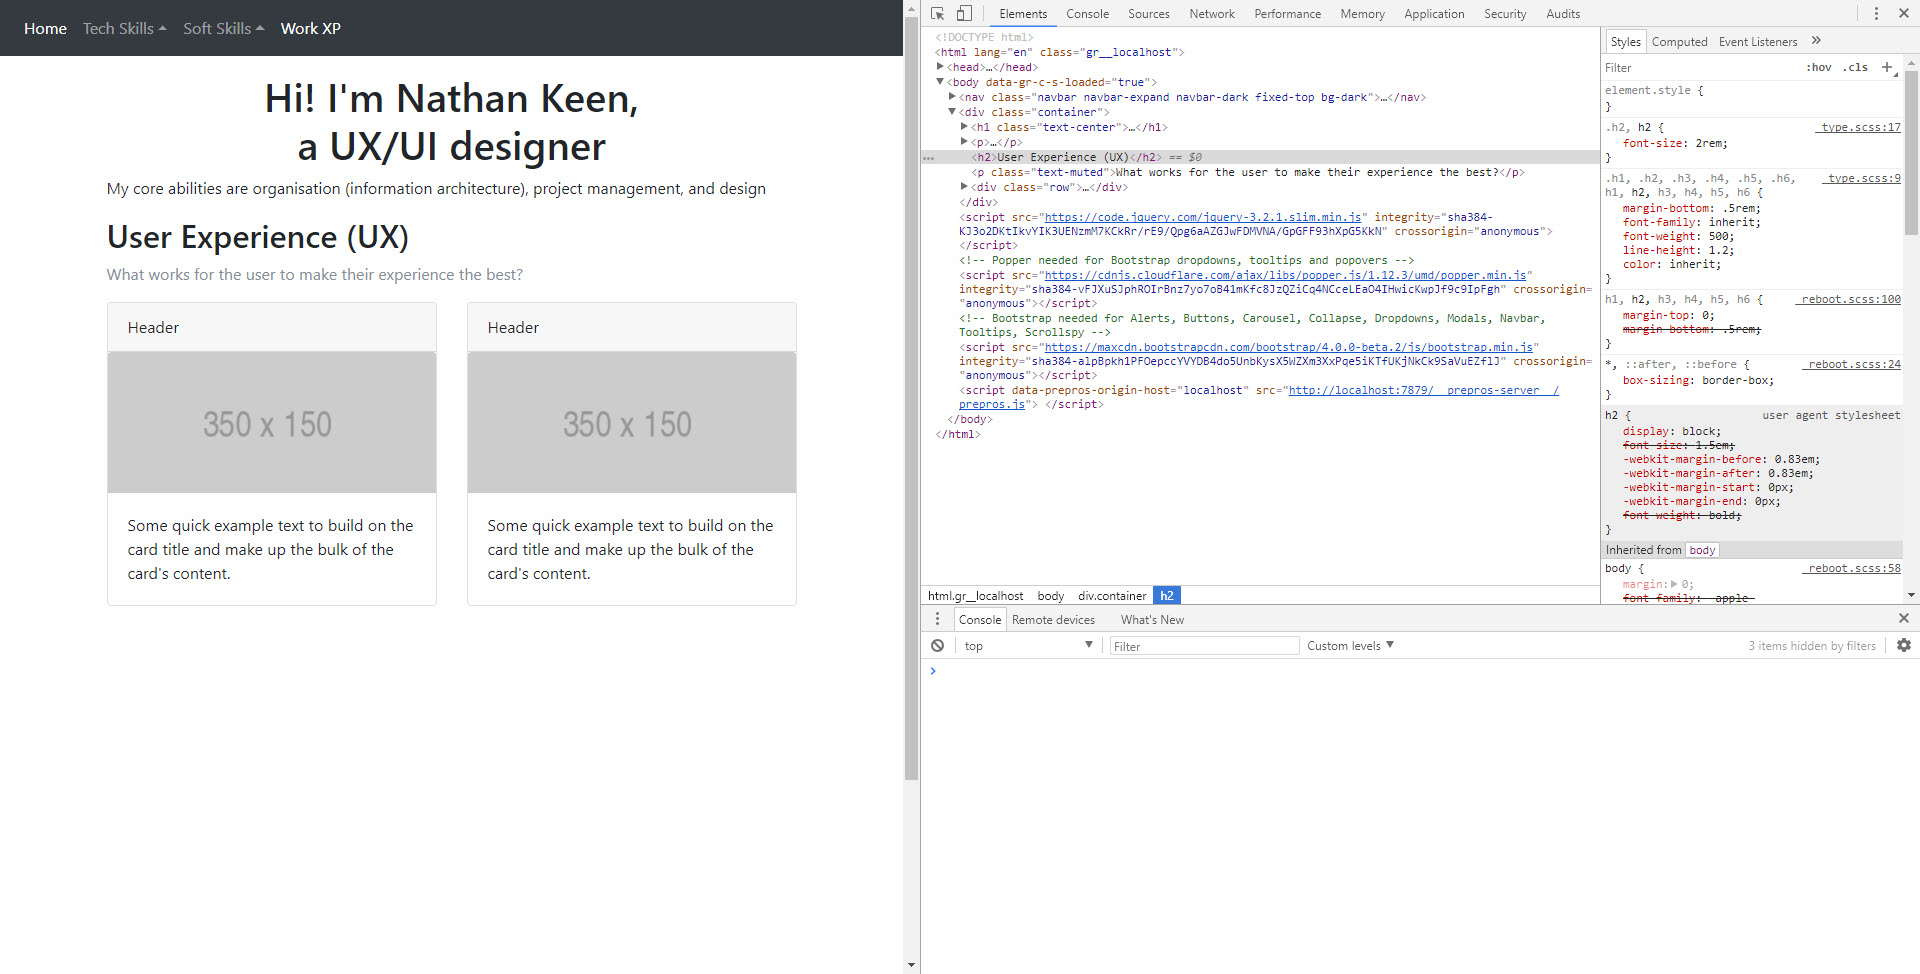 Home Tech Skills Soft Skills Work XP
Hi! I'm Nathan Keen,
a UX/UI designer
My core abilities are organisation (information architecture), project management, and design
User Experience (UX)
What works for the user to make their experience the best?
Header
350 x 150
Some quick example text to build on the
card title and make up the bulk of the
card's content.
Header
350 x 150
Some quick example text to build on the
card title and make up the bulk of the
card's content.
Elements Console Sources Network Performance Memory Application Security Audits
<!DOCTYPE html>
<html lang="en" class="gr__localhost">
<head>…</head>
<body data-gr-c-s-loaded="true">
<nav class="navbar navbar-expand navbar-dark fixed-top bg-dark">…</nav>
<div class="container">
<h1 class="text-center">…</h1>
<p>…</p>
<h2>User Experience (UX)</h2> == $0
<p class="text-muted">What works for the user to make their experience the best?</p>
<div class="row">…</div>
</div>
<script src="https://code.jquery.com/jquery-3.2.1.slim.min.js" integrity="sha384-
KJ3o2DKtIkvYIK3UENzmM7KCkRr/rE9/Qpg6aAZGJwFDMVNA/GpGFF93hXpG5KkN" crossorigin="anonymous">
</script>
<!-- Popper needed for Bootstrap dropdowns, tooltips and popovers -->
<script src="https://cdnjs.cloudflare.com/ajax/libs/popper.js/1.12.3/umd/popper.min.js"
integrity="sha384-vFJXuSJphROIrBnz7yo7oB41mKfc8JzQZiCq4NCceLEaO4IHwicKwpJf9c9IpFgh" crossorigin=
"anonymous"></script>
<!-- Bootstrap needed for Alerts, Buttons, Carousel, Collapse, Dropdowns, Modals, Navbar,
Tooltips, Scrollspy -->
<script src="https://maxcdn.bootstrapcdn.com/bootstrap/4.0.0-beta.2/js/bootstrap.min.js"
integrity="sha384-alpBpkh1PFOepccYVYDB4do5UnbKysX5WZXm3XxPqe5iKTfUKjNkCk9SaVuEZflJ" crossorigin=
"anonymous"></script>
<script data-prepros-origin-host="localhost" src="http://localhost:7879/__prepros-server__/
prepros.js"> </script>
</body>
</html>
html.gr__localhost body div.container h2
Styles Computed Event Listeners »
Filter :hov .cls +
element.style {
}
.h2, h2 { _type.scss:17
font-size: 2rem;
}
.h1, .h2, .h3, .h4, .h5, .h6, _type.scss:9
h1, h2, h3, h4, h5, h6 {
margin-bottom: .5rem;
font-family: inherit;
font-weight: 500;
line-height: 1.2;
color: inherit;
}
h1, h2, h3, h4, h5, h6 { _reboot.scss:100
margin-top: 0;
margin-bottom: .5rem;
}
*, ::after, ::before { _reboot.scss:24
box-sizing: border-box;
}
h2 { user agent stylesheet
display: block;
font-size: 1.5em;
-webkit-margin-before: 0.83em;
-webkit-margin-after: 0.83em;
-webkit-margin-start: 0px;
-webkit-margin-end: 0px;
font-weight: bold;
}
Inherited from body
body { _reboot.scss:58
margin: 0;
font-family: -apple-
Console Remote devices What's New
top Filter Custom levels 3 items hidden by filters